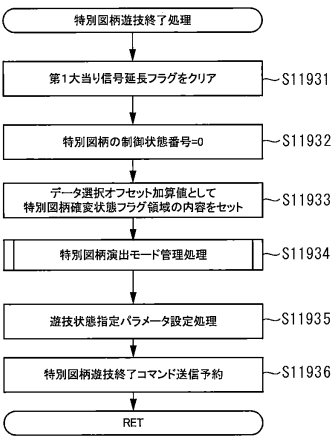 特別図柄遊技終了処理
第1大当り信号延長フラグをクリア
S11931
特別図柄の制御状態番号=0
S11932
データ選択オフセット加算値として
特別図柄確変状態フラグ領域の内容をセット
S11933
特別図柄演出モード管理処理
S11934
遊技状態指定パラメータ設定処理
S11935
特別図柄遊技終了コマンド送信予約
S11936
RET